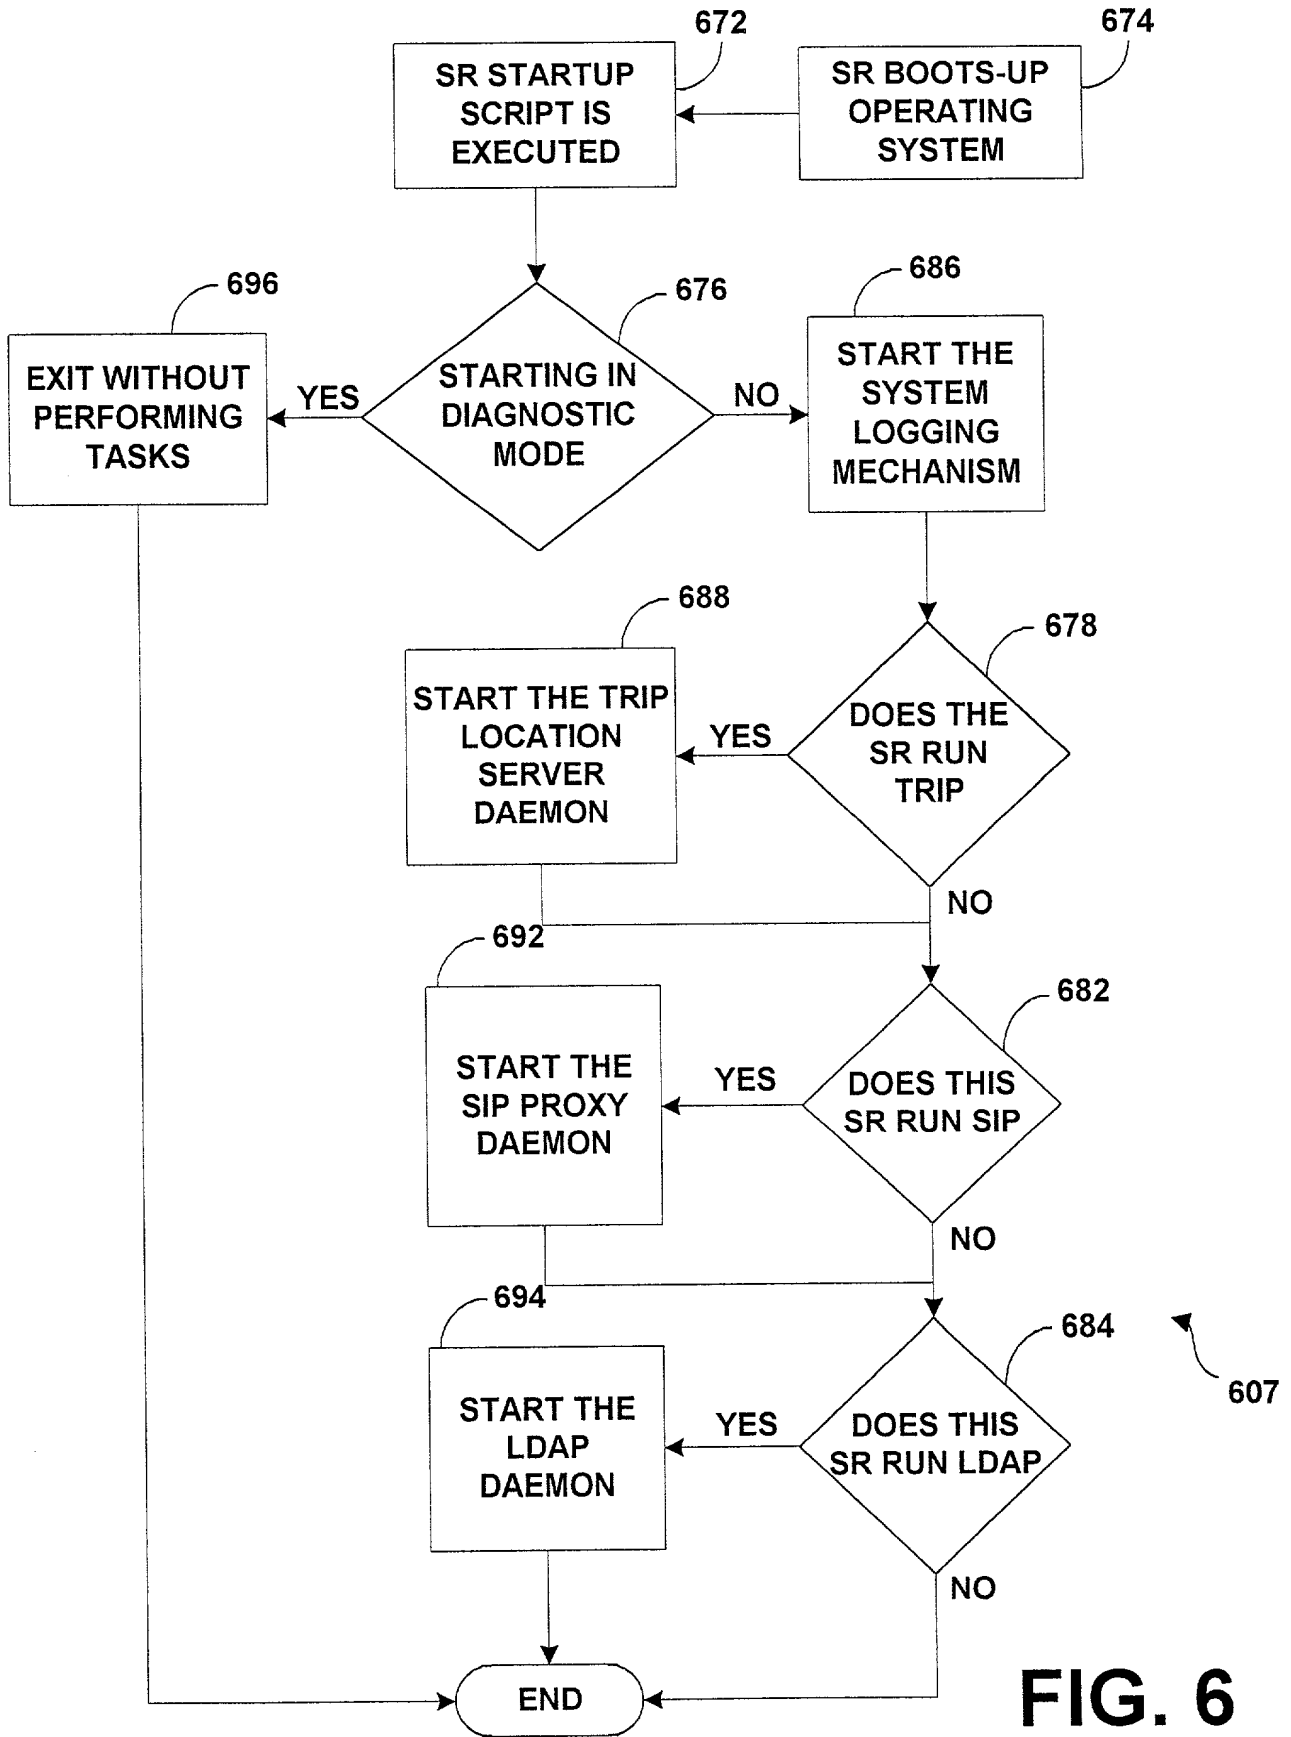 672
674
SR STARTUP
SCRIPT IS
EXECUTED
SR BOOTS-UP
OPERATING
SYSTEM
696
676
686
EXIT WITHOUT
PERFORMING
TASKS
YES
STARTING IN
DIAGNOSTIC
MODE
NO
START THE
SYSTEM
LOGGING
MECHANISM
688
678
START THE TRIP
LOCATION
SERVER
DAEMON
YES
DOES THE
SR RUN
TRIP
NO
692
682
START THE
SIP PROXY
DAEMON
YES
DOES THIS
SR RUN SIP
NO
694
684
607
START THE
LDAP
DAEMON
YES
DOES THIS
SR RUN LDAP
NO
END
FIG. 6